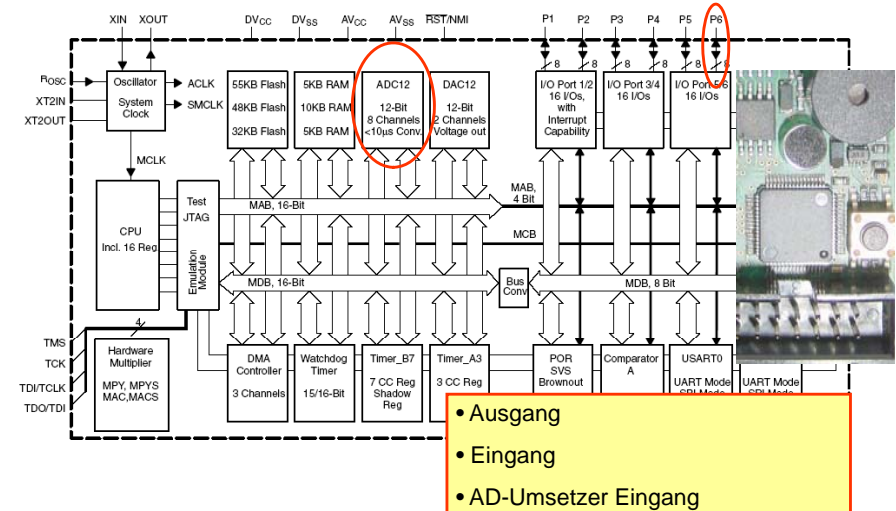 XIN XOUT DVCC DVSS AVCC AVSS RST/NMI P1 P2 P3 P4 P5 P6
8 8 8 8 8 8
ROSC
XT2IN
XT2OUT
Oscillator
System
Clock
ACLK
SMCLK
MCLK
55KB Flash
48KB Flash
32KB Flash
5KB RAM
10KB RAM
5KB RAM
ADC12
12-Bit
8 Channels
<10µs Conv.
DAC12
12-Bit
2 Channels
Voltage out
I/O Port 1/2
16 I/Os,
with
Interrupt
Capability
I/O Port 3/4
16 I/Os
I/O Port 5/6
16 I/Os
CPU
Incl. 16 Reg.
Test
JTAG
Emulation
Module
MAB, 16-Bit
MAB,
4 Bit
MCB
MDB, 16-Bit
Bus
Conv
MDB, 8 Bit
4
TMS
TCK
TDI/TCLK
TDO/TDI
Hardware
Multiplier
MPY, MPYS
MAC,MACS
DMA
Controller
3 Channels
Watchdog
Timer
15/16-Bit
Timer_B7
7 CC Reg
Shadow
Reg
Timer_A3
3 CC Reg
POR
SVS
Brownout
Comparator
A
USART0
UART Mode
SPI Mode
UART Mode
SPI Mode
• Ausgang
• Eingang
• AD-Umsetzer Eingang